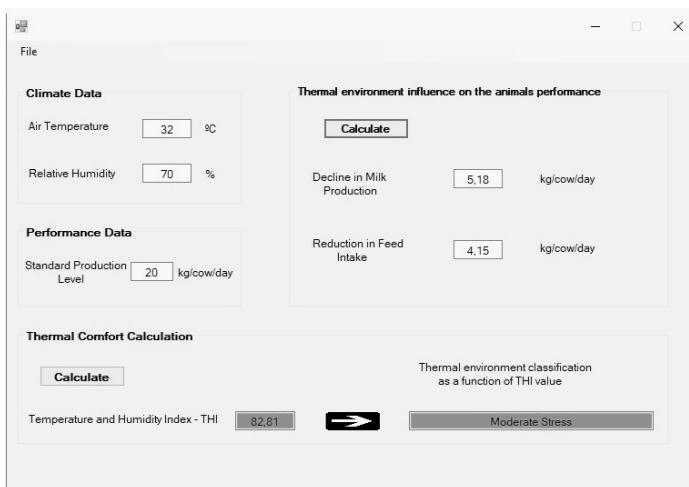 File
Climate Data
Air Temperature 32 ºC
Relative Humidity 70 %
Performance Data
Standard Production
Level 20 kg/cow/day
Thermal environment influence on the animals performance
Calculate
Decline in Milk
Production 5,18 kg/cow/day
Reduction in Feed
Intake 4,15 kg/cow/day
Thermal Comfort Calculation
Calculate
Thermal environment classification
as a function of THI value
Temperature and Humidity Index - THI 82,81 Moderate Stress